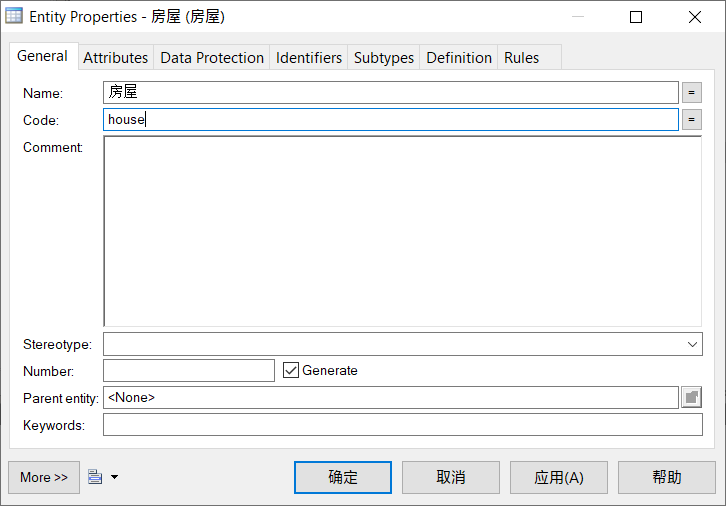 Entity Properties - 房屋 (房屋)
General Attributes Data Protection Identifiers Subtypes Definition Rules
Name: 房屋 =
Code: house =
Comment:
Stereotype:
Number: Generate
Parent entity: <None>
Keywords:
More >> 确定 取消 应用(A) 帮助